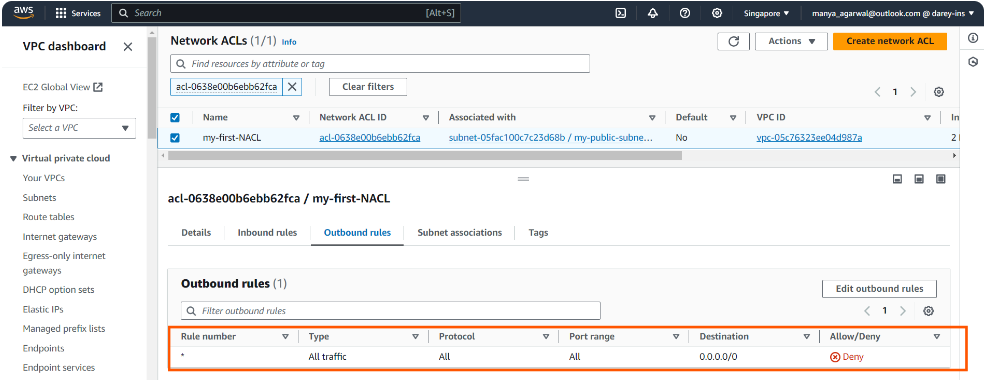 aws Services Search [Alt+S] Singapore ▼ manya_agarwal@outlook.com @ darey-ins ▼
VPC dashboard
EC2 Global View
Filter by VPC:
Select a VPC
Virtual private cloud
Your VPCs
Subnets
Route tables
Internet gateways
Egress-only internet
gateways
DHCP option sets
Elastic IPs
Managed prefix lists
Endpoints
Endpoint services
Network ACLs (1/1) Info
Actions ▼ Create network ACL
Find resources by attribute or tag
acl-0638e00b6ebb62fca Clear filters
1
Name Network ACL ID Associated with Default VPC ID
my-first-NACL acl-0638e00b6ebb62fca subnet-05fac100c7c23d68b / my-public-subne... No vpc-05c76323ee04d987a 2
acl-0638e00b6ebb62fca / my-first-NACL
Details Inbound rules Outbound rules Subnet associations Tags
Outbound rules (1)
Edit outbound rules
Filter outbound rules
1
Rule number Type Protocol Port range Destination Allow/Deny
* All traffic All All 0.0.0.0/0 Deny